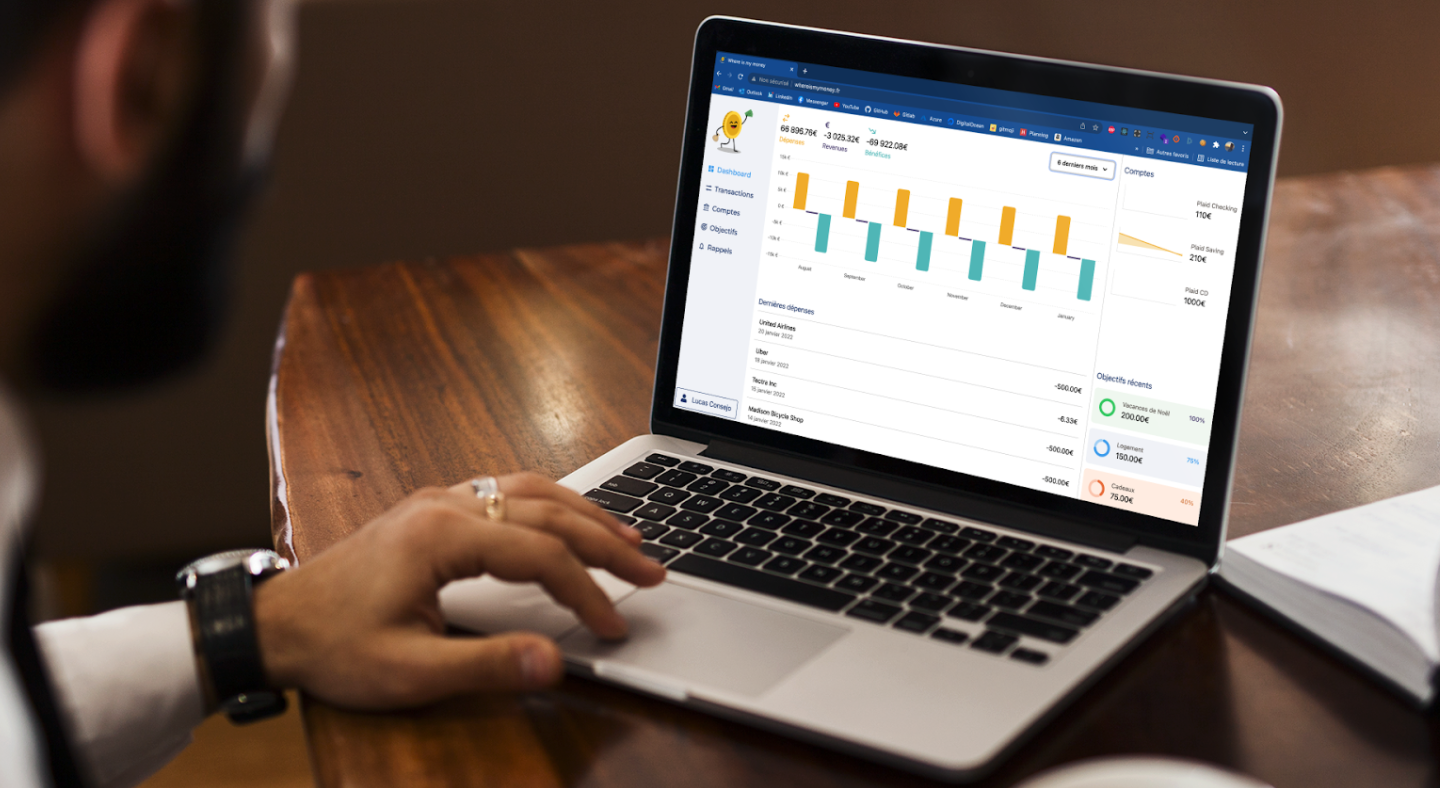 Where is my money
Non sécurisé | whereismymoney.fr
Gmail Outlook LinkedIn Messenger YouTube GitHub Gitlab Azure DigitalOcean gitmoji Planning Amazon
Autres favoris Liste de lecture
66 896.76€ -3 025.32€ -69 922.08€
Dépenses Revenues Bénéfices
6 derniers mois
Dashboard
Transactions
Comptes
Objectifs
Rappels
Lucas Consejo
15k €
10k €
5k €
0 €
-5k €
-10k €
-15k €
August September October November December January
Dernières dépenses
United Airlines
20 janvier 2022
-500.00€
Uber
18 janvier 2022
-6.33€
Tectra Inc
15 janvier 2022
-500.00€
Madison Bicycle Shop
14 janvier 2022
-500.00€
Comptes
Plaid Checking
110€
Plaid Saving
210€
Plaid CD
1000€
Objectifs récents
Vacances de Noël
200.00€
100%
Logement
150.00€
75%
Cadeaux
75.00€
40%